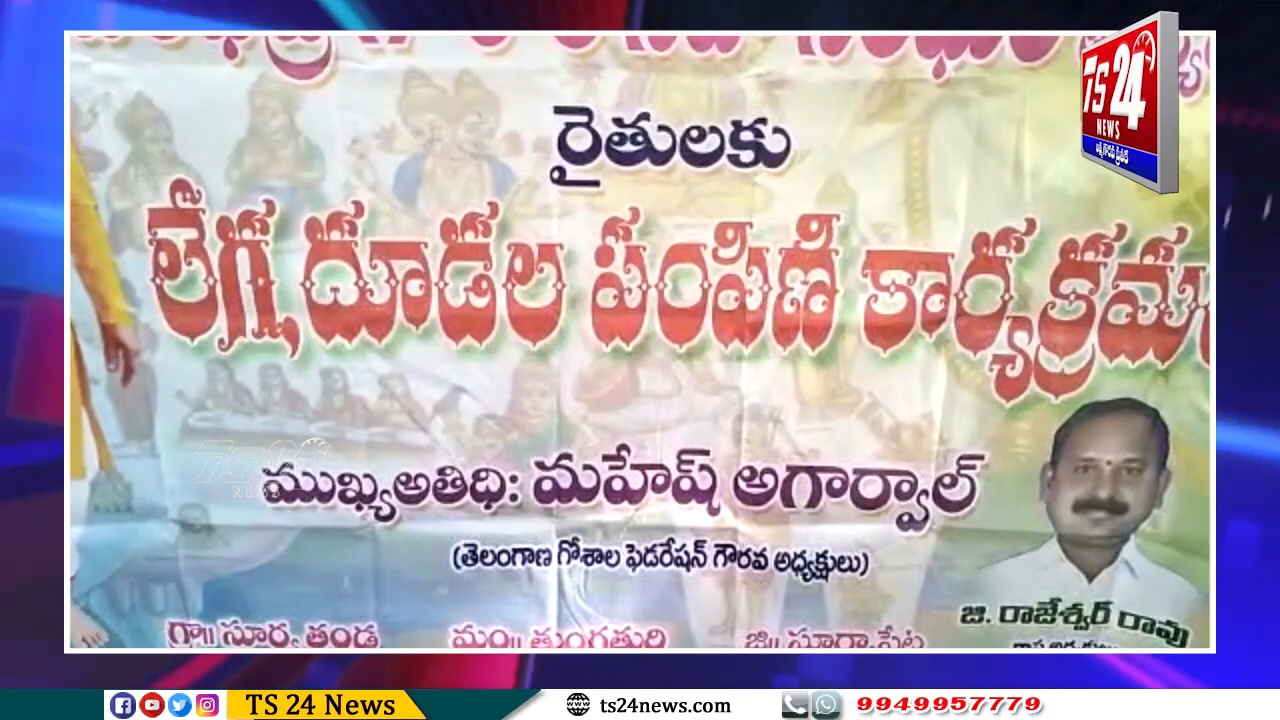 రైతులకు
లేగ్గ దూడల పంపిణీ కార్యక్రమం
ముఖ్యఅతిధి: మహేష్ అగార్వాల్
(తెలంగాణ గోశాల ఫెడరేషన్ గౌరవ అధ్యక్షులు)
గ్రా॥ సూర్య తండ మం॥ తుంగతుర్తి జి॥ సూర్యాపేట
జి. రాజేశ్వర్ రావు
TS 24
NEWS
TS 24 News
ts24news.com
9949957779